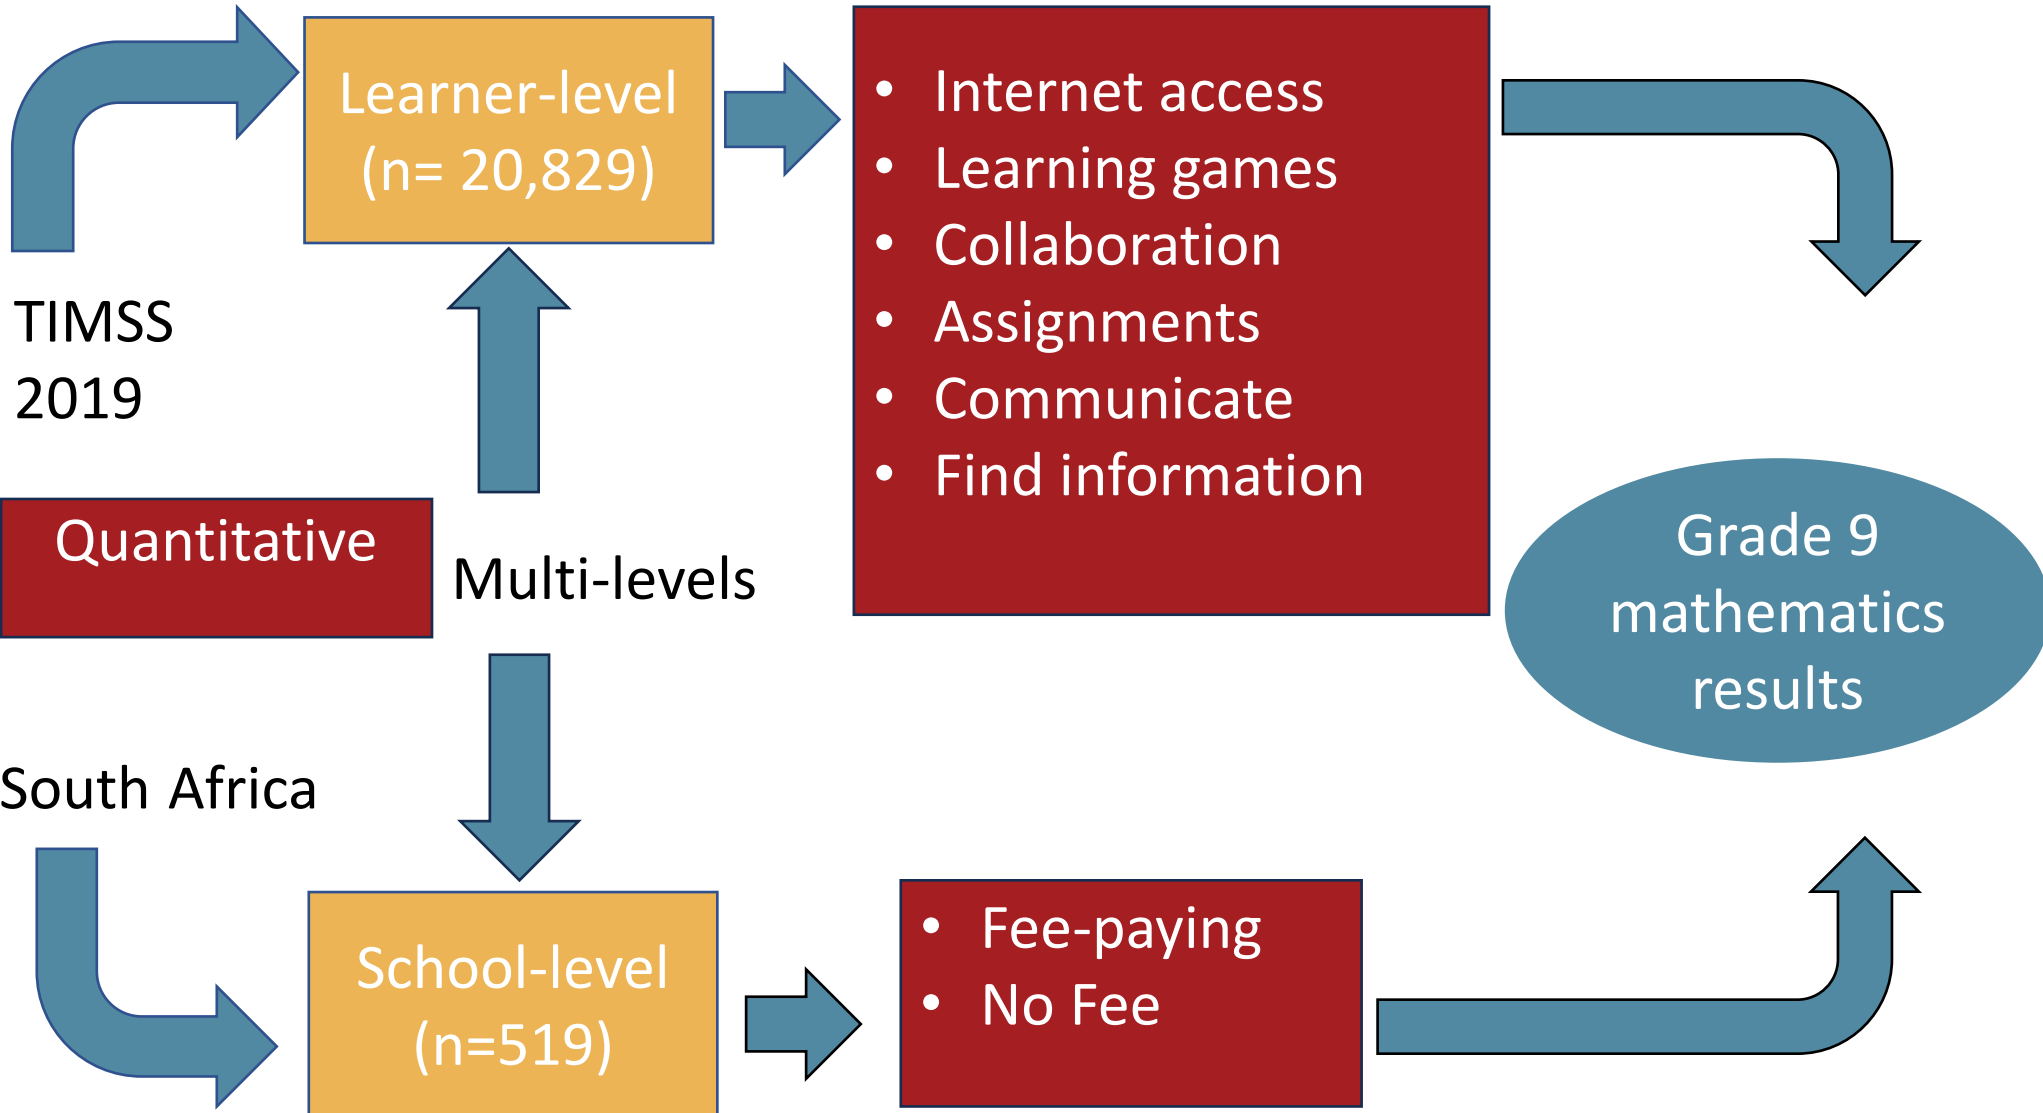 Learner-level
(n= 20,829)
• Internet access
• Learning games
• Collaboration
• Assignments
• Communicate
• Find information
TIMSS
2019
Quantitative
Multi-levels
Grade 9
mathematics
results
South Africa
School-level
(n=519)
• Fee-paying
• No Fee